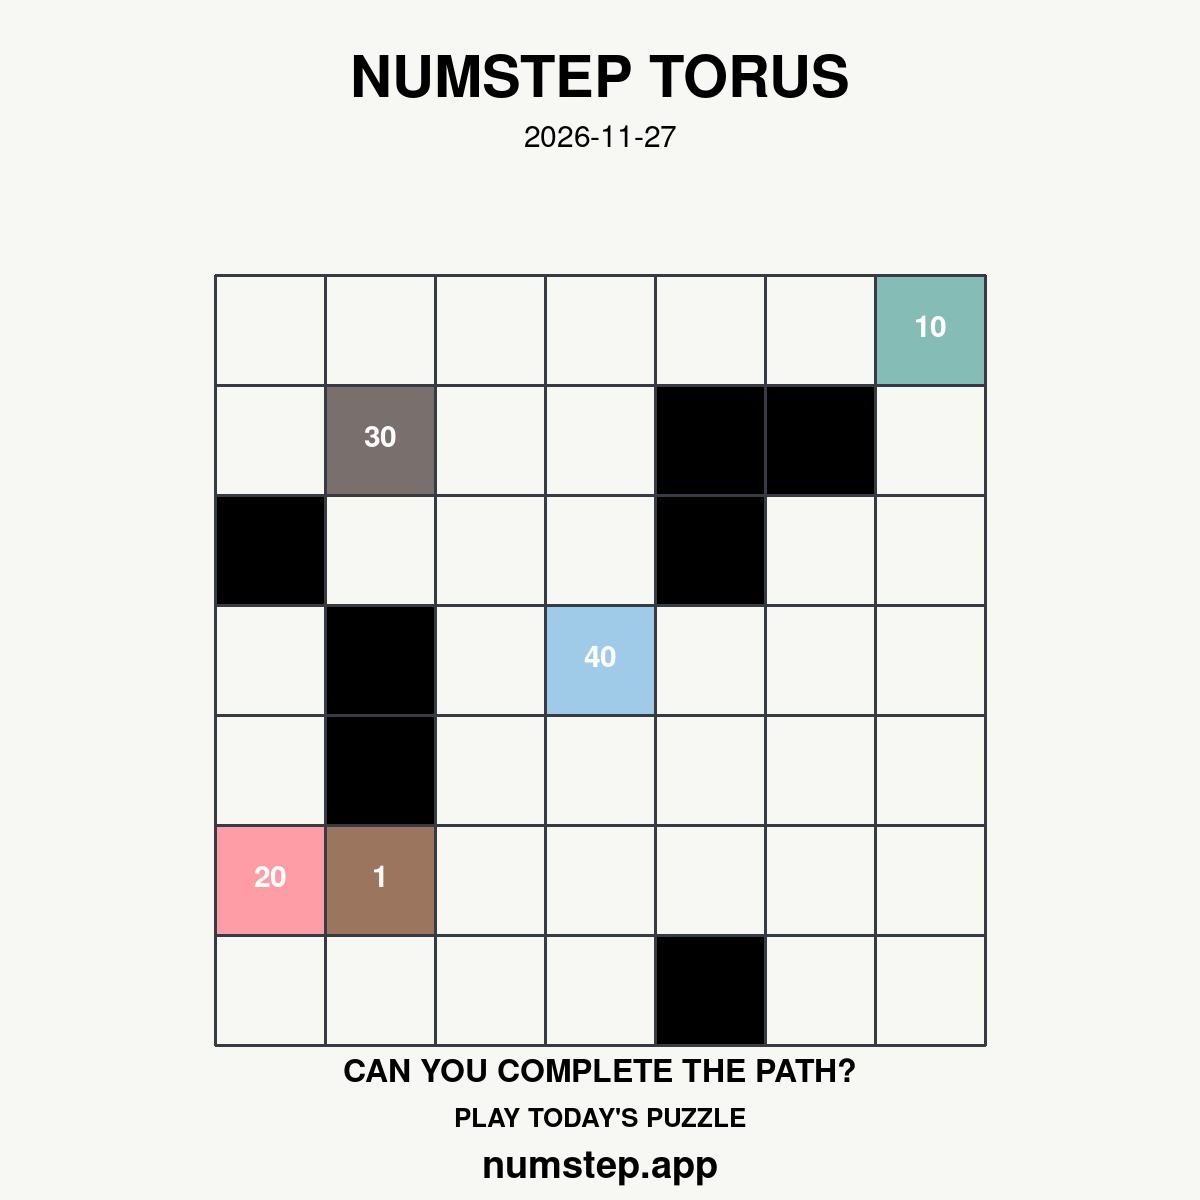 NUMSTEP TORUS
2026-11-27
10
30
40
20 1
CAN YOU COMPLETE THE PATH?
PLAY TODAY'S PUZZLE
numstep.app